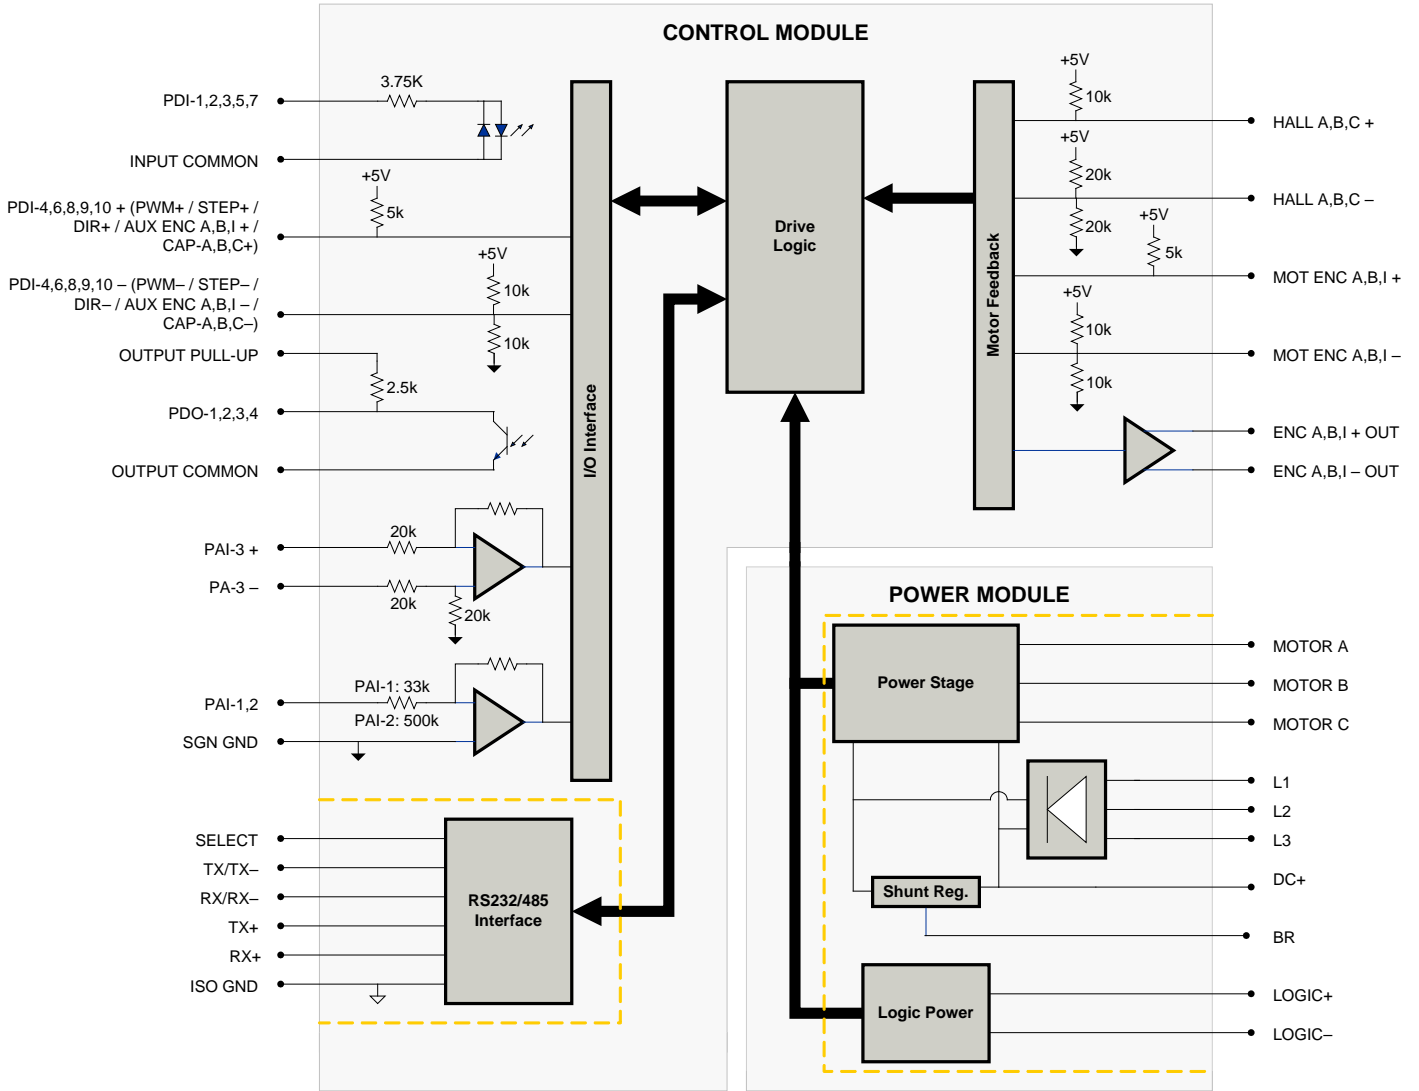 CONTROL MODULE
PDI-1,2,3,5,7
3.75K
INPUT COMMON
+5V
5k
PDI-4,6,8,9,10 + (PWM+ / STEP+ /
DIR+ / AUX ENC A,B,I + /
CAP-A,B,C+)
+5V
10k
10k
PDI-4,6,8,9,10 – (PWM– / STEP– /
DIR– / AUX ENC A,B,I – /
CAP-A,B,C–)
OUTPUT PULL-UP
2.5k
PDO-1,2,3,4
OUTPUT COMMON
PAI-3 +
20k
PA-3 –
20k
20k
PAI-1,2
PAI-1: 33k
PAI-2: 500k
SGN GND
I/O Interface
Drive
Logic
Motor Feedback
+5V
10k
HALL A,B,C +
+5V
20k
HALL A,B,C –
20k
+5V
5k
MOT ENC A,B,I +
+5V
10k
MOT ENC A,B,I –
10k
ENC A,B,I + OUT
ENC A,B,I – OUT
SELECT
TX/TX–
RX/RX–
TX+
RX+
ISO GND
RS232/485
Interface
POWER MODULE
Power Stage
MOTOR A
MOTOR B
MOTOR C
L1
L2
L3
Shunt Reg.
DC+
BR
Logic Power
LOGIC+
LOGIC–